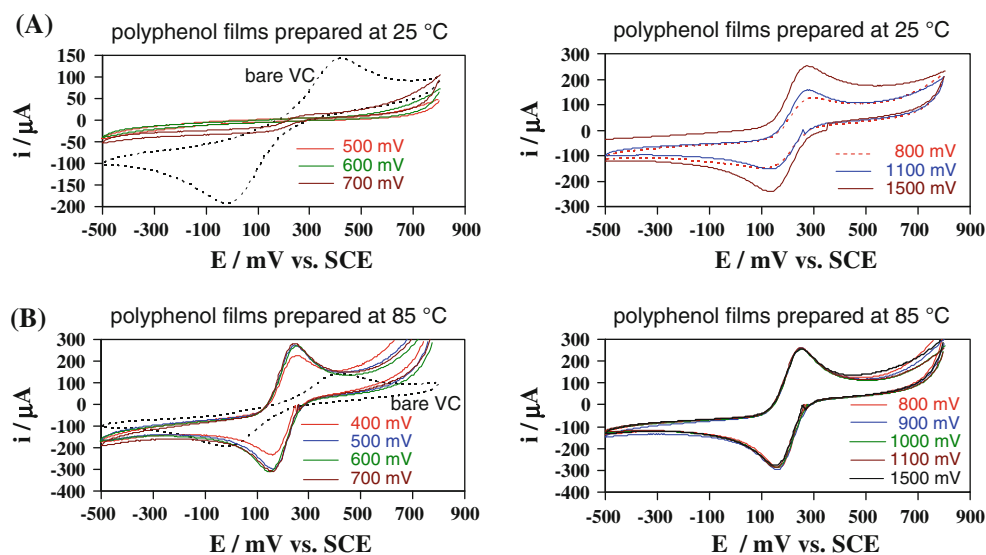 (A)
polyphenol films prepared at 25 °C
150
100
50
0
-50
-100
-150
-200
i / μA
bare VC
500 mV
600 mV
700 mV
-500 -300 -100 100 300 500 700 900
E / mV vs. SCE
polyphenol films prepared at 25 °C
300
200
100
0
-100
-200
-300
i / μA
800 mV
1100 mV
1500 mV
-500 -300 -100 100 300 500 700 900
E / mV vs. SCE
(B)
polyphenol films prepared at 85 °C
300
200
100
0
-100
-200
-300
-400
i / μA
bare VC
400 mV
500 mV
600 mV
700 mV
-500 -300 -100 100 300 500 700 900
E / mV vs. SCE
polyphenol films prepared at 85 °C
300
200
100
0
-100
-200
-300
-400
i / μA
800 mV
900 mV
1000 mV
1100 mV
1500 mV
-500 -300 -100 100 300 500 700 900
E / mV vs. SCE